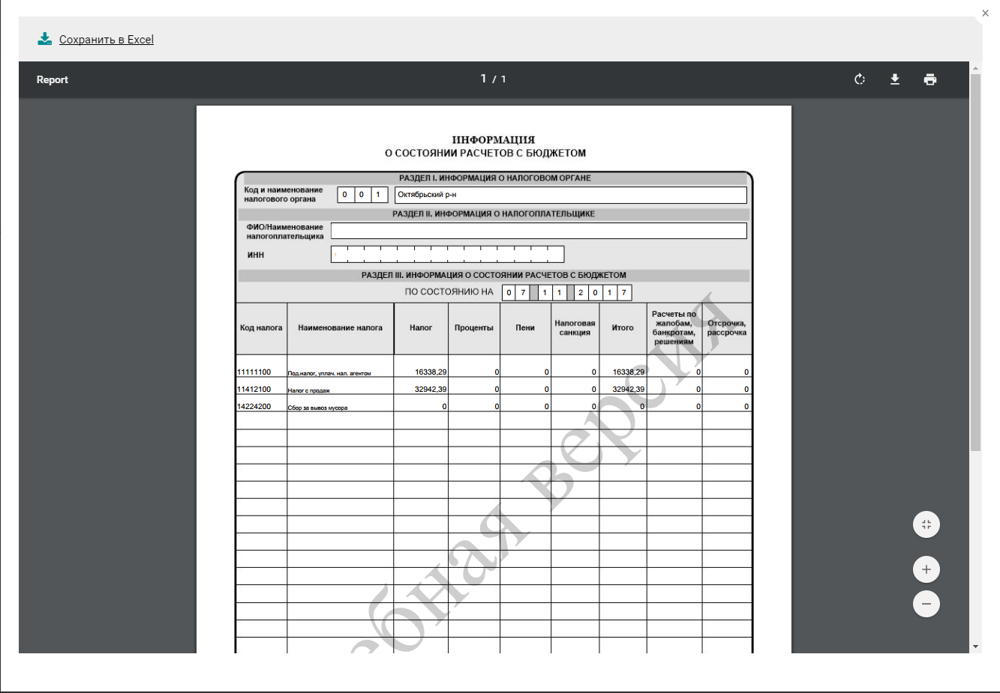 ×
Сохранить в Excel
Report
1 / 1
ИНФОРМАЦИЯ
О СОСТОЯНИИ РАСЧЕТОВ С БЮДЖЕТОМ
РАЗДЕЛ I. ИНФОРМАЦИЯ О НАЛОГОВОМ ОРГАНЕ
Код и наименование
налогового органа
0 0 1
Октябрьский р-н
РАЗДЕЛ II. ИНФОРМАЦИЯ О НАЛОГОПЛАТЕЛЬЩИКЕ
ФИО/Наименование
налогоплательщика
ИНН
РАЗДЕЛ III. ИНФОРМАЦИЯ О СОСТОЯНИИ РАСЧЕТОВ С БЮДЖЕТОМ
ПО СОСТОЯНИЮ НА 0 7 1 1 2 0 1 7
Код налога
Наименование налога
Налог
Проценты
Пени
Налоговая
санкция
Итого
Расчеты по
жалобам,
банкротам,
решениям
Отсрочка,
рассрочка
11111100 Под.налог, уплач. нал. агентом 16338,29 0 0 0 16338,29 0 0
11412100 Налог с продаж 32942,39 0 0 0 32942,39 0 0
14224200 Сбор за вывоз мусора 0 0 0 0 0 0 0
ебная версия